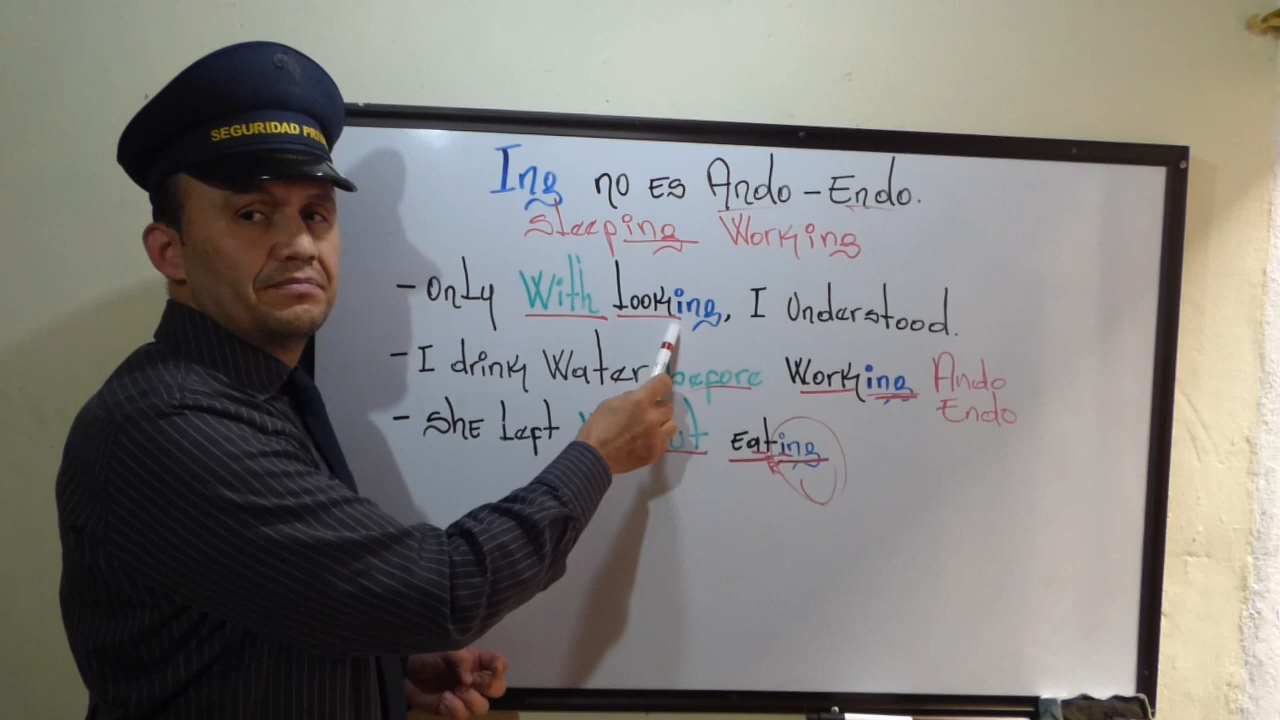 SEGURIDAD
Ing no Es Ando - Endo.
Sleeping Working
- Only With Looking, I Understood.
- I drink Water before Working Ando
Endo
- She Left Eating